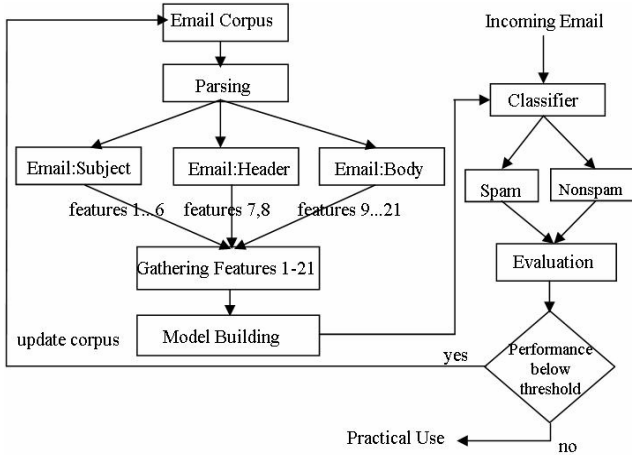 Email Corpus
Incoming Email
Parsing
Classifier
Email:Subject
Email:Header
Email:Body
Spam
Nonspam
features 1... 6
features 7,8
features 9...21
Gathering Features 1-21
Evaluation
Model Building
update corpus
yes
Performance
below
threshold
Practical Use
no